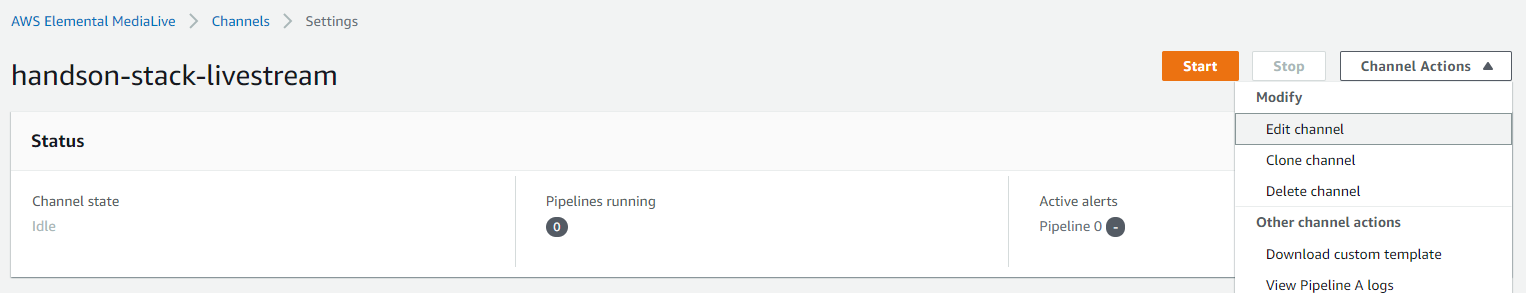 AWS Elemental MediaLive > Channels > Settings
handson-stack-livestream
Start
Stop
Channel Actions
Modify
Edit channel
Clone channel
Delete channel
Other channel actions
Download custom template
View Pipeline A logs
Status
Channel state
Idle
Pipelines running
0
Active alerts
Pipeline 0 -